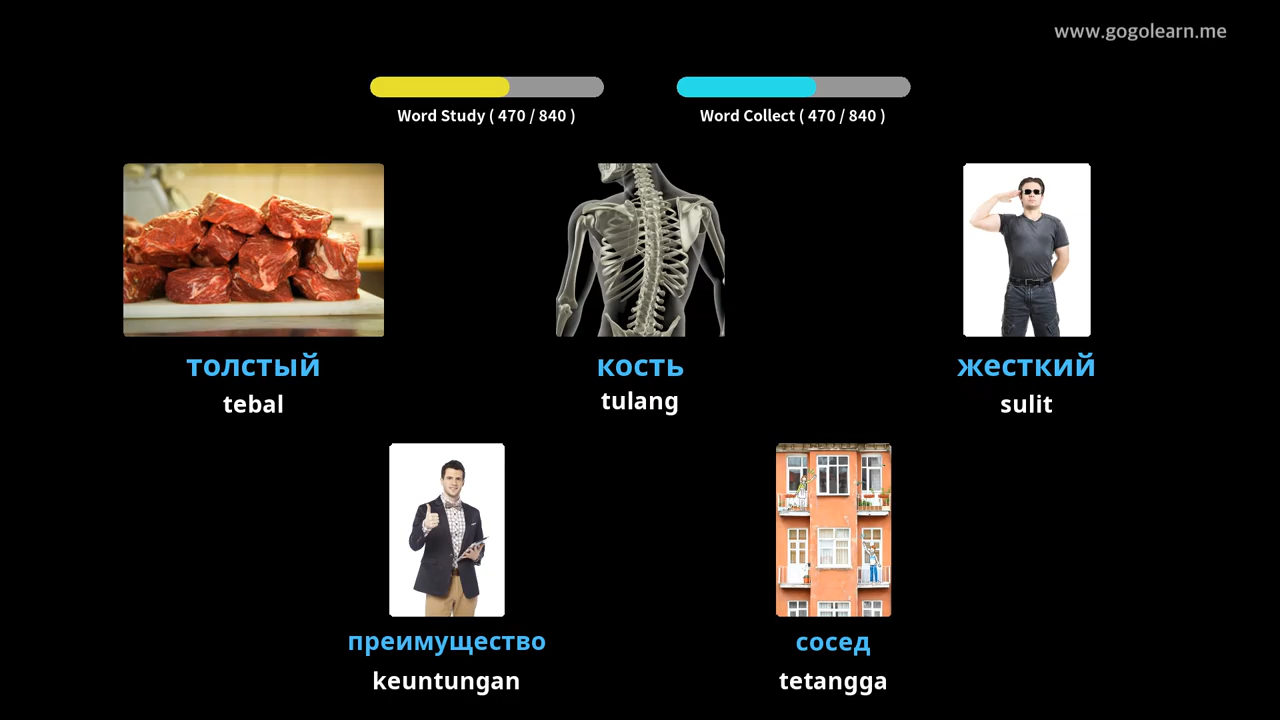 www.gogolearn.me
Word Study ( 470 / 840 )
Word Collect ( 470 / 840 )
толстый
tebal
кость
tulang
жесткий
sulit
преимущество
keuntungan
сосед
tetangga